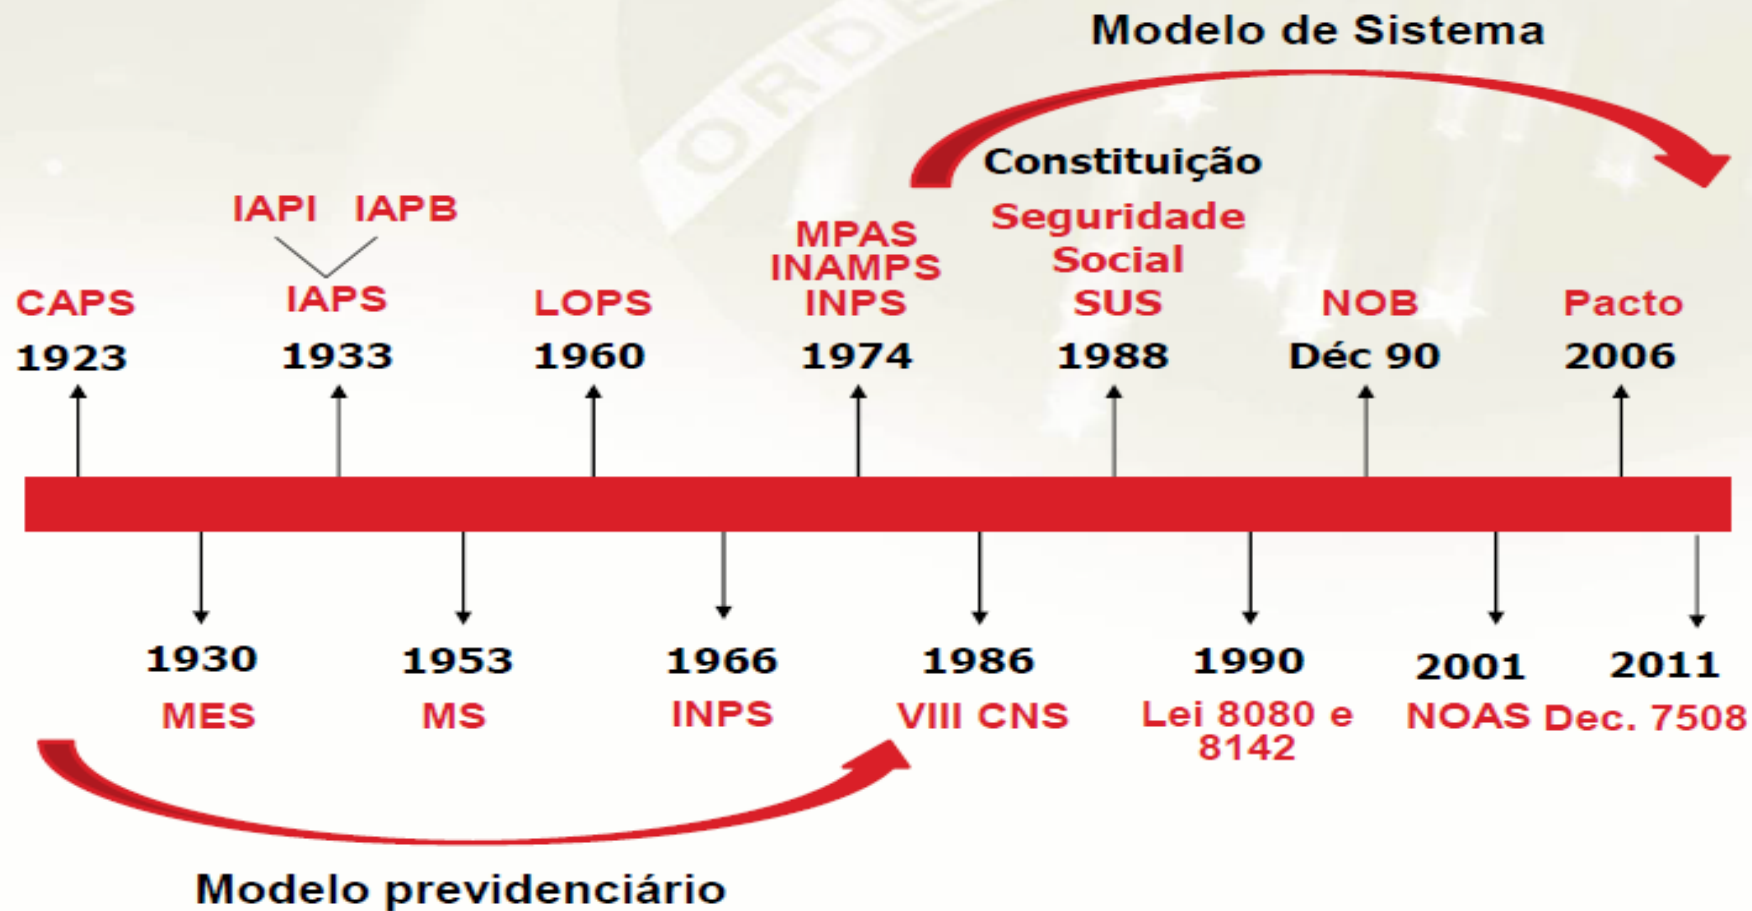 ORDE
Modelo de Sistema
Constituição
IAPI IAPB
Seguridade
Social
SUS
MPAS
INAMPS
INPS
CAPS IAPS LOPS NOB Pacto
1923 1933 1960 1974 1988 Déc 90 2006
1930 1953 1966 1986 1990 2001 2011
MES MS INPS VIII CNS Lei 8080 e NOAS Dec. 7508
8142
Modelo previdenciário